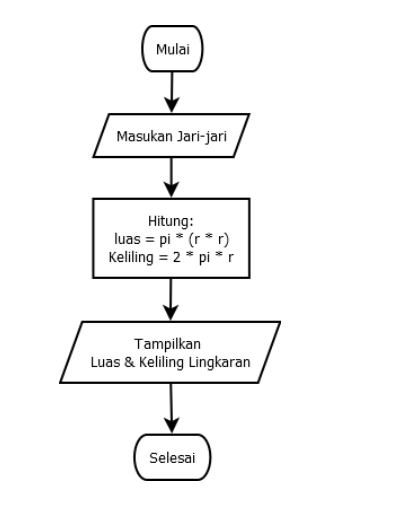 Mulai
Masukan Jari-jari
Hitung:
luas = pi * (r * r)
Keliling = 2 * pi * r
Tampilkan
Luas & Keliling Lingkaran
Selesai